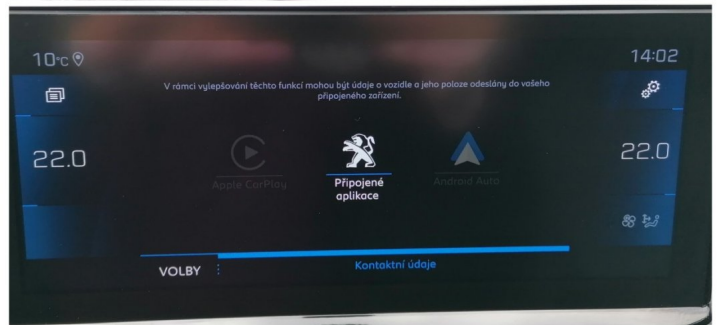 10°C
14:02
V rámci vylepšování těchto funkcí mohou být údaje o vozidle a jeho poloze odeslány do vašeho
připojeného zařízení.
22.0
22.0
Apple CarPlay
Připojené
aplikace
Android Auto
VOLBY
Kontaktní údaje